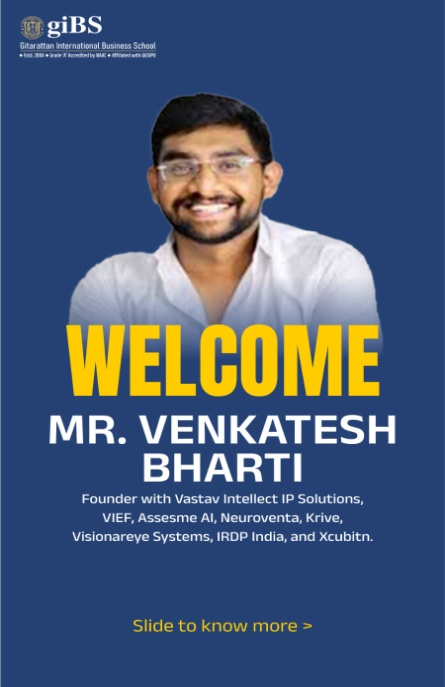 giBS
Gitarattan International Business School
• Estd. 2004 • Grade 'A' Accredited by NAAC • Affiliated with GGSIPU
WELCOME
MR. VENKATESH
BHARTI
Founder with Vastav Intellect IP Solutions,
VIEF, Assesme AI, Neuroventa, Krive,
Visionareye Systems, IRDP India, and Xcubitn.
Slide to know more >